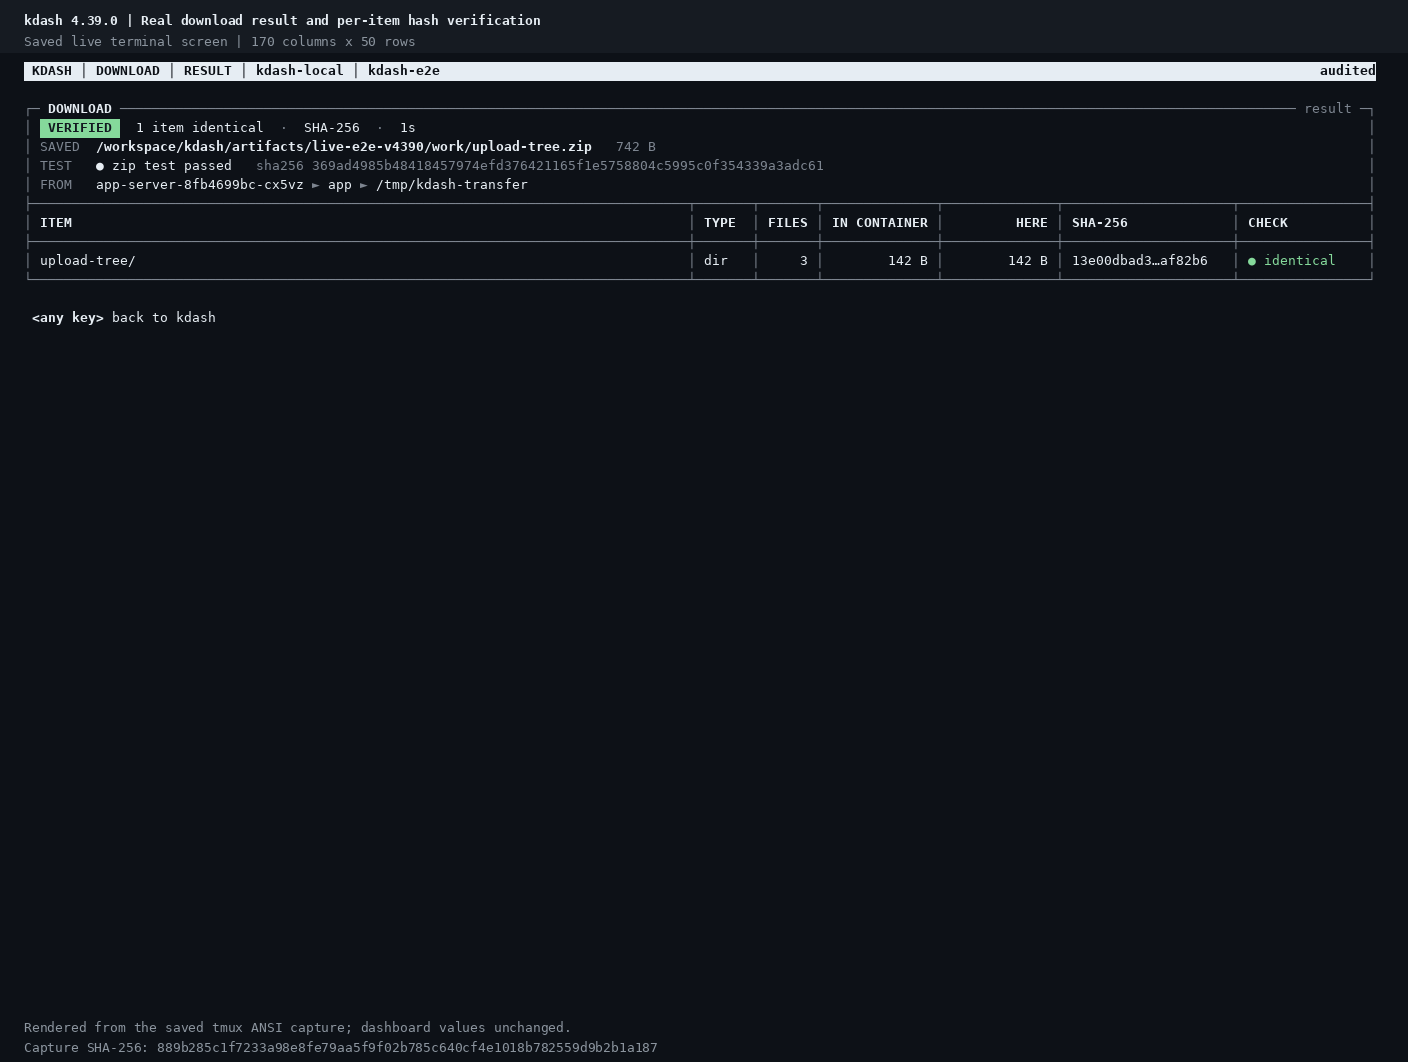 kdash 4.39.0 | Real download result and per-item hash verification
Saved live terminal screen | 170 columns x 50 rows
KDASH │ DOWNLOAD │ RESULT │ kdash-local │ kdash-e2e audited
DOWNLOAD result
VERIFIED 1 item identical · SHA-256 · 1s
SAVED /workspace/kdash/artifacts/live-e2e-v4390/work/upload-tree.zip 742 B
TEST ● zip test passed sha256 369ad4985b48418457974efd376421165f1e5758804c5995c0f354339a3adc61
FROM app-server-8fb4699bc-cx5vz ► app ► /tmp/kdash-transfer
ITEM │ TYPE │ FILES │ IN CONTAINER │ HERE │ SHA-256 │ CHECK
upload-tree/ │ dir │ 3 │ 142 B │ 142 B │ 13e00dbad3…af82b6 │ ● identical
<any key> back to kdash
Rendered from the saved tmux ANSI capture; dashboard values unchanged.
Capture SHA-256: 889b285c1f7233a98e8fe79aa5f9f02b785c640cf4e1018b782559d9b2b1a187